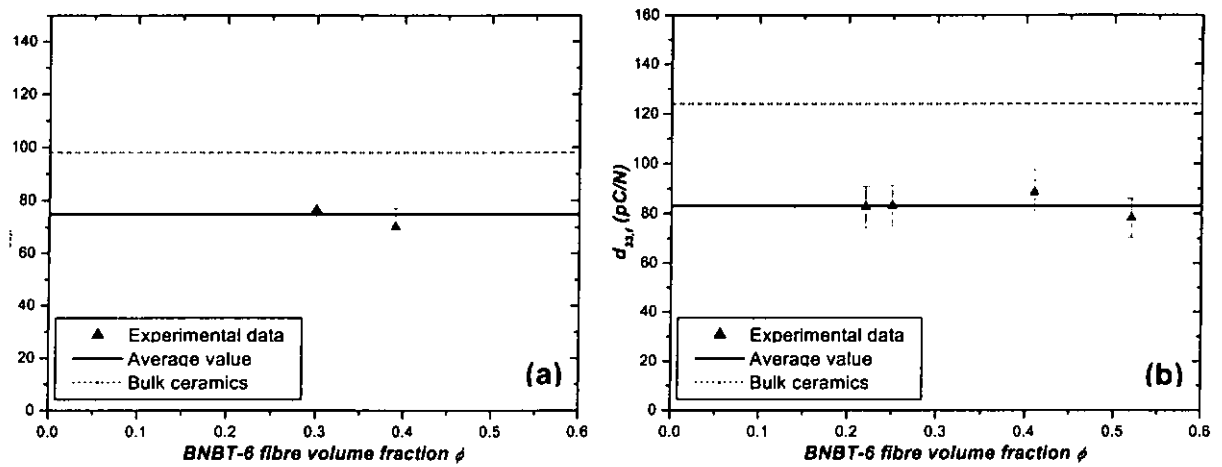 140
120
100
80
60
40
20
0
Experimental data
Average value
Bulk ceramics
(a)
0.0 0.1 0.2 0.3 0.4 0.5 0.6
BNBT-6 fibre volume fraction ϕ
d33,f (pC/N)
160
140
120
100
80
60
40
20
0
Experimental data
Average value
Bulk ceramics
(b)
0.0 0.1 0.2 0.3 0.4 0.5 0.6
BNBT-6 fibre volume fraction ϕ